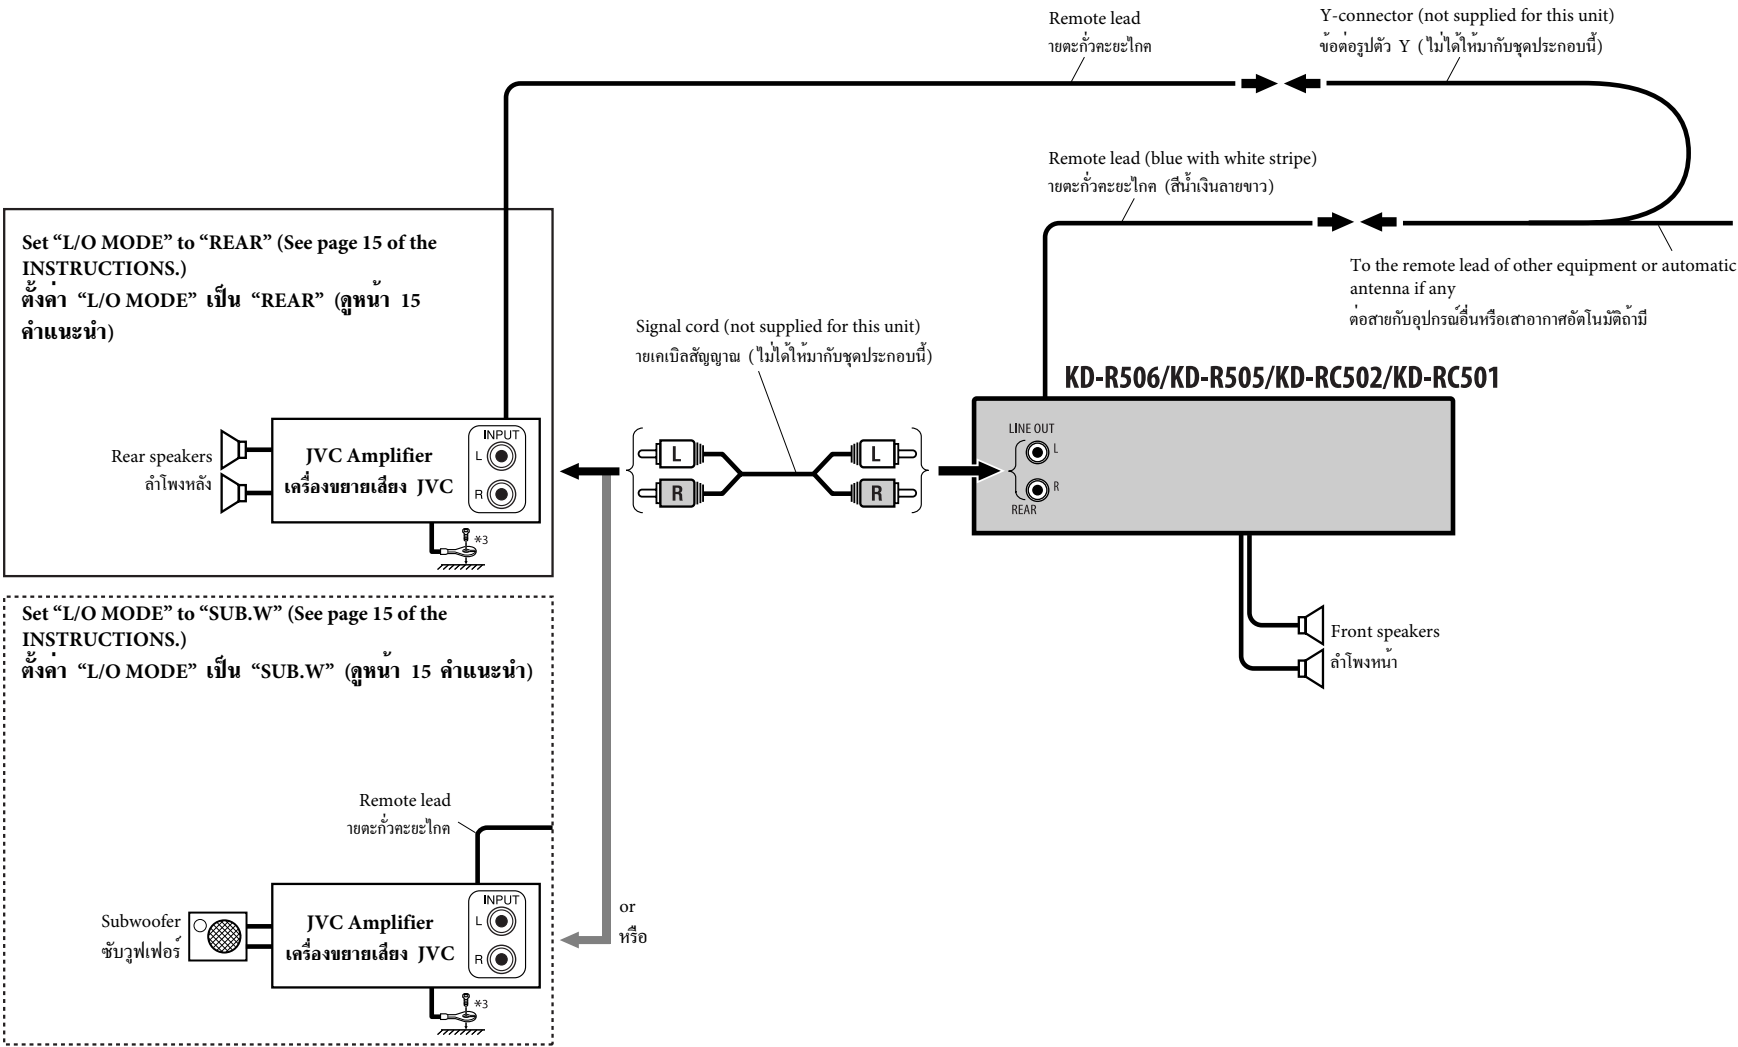 Remote lead
ายตะกั่วคะยะไกค
Y-connector (not supplied for this unit)
ข้อต่อรูปตัว Y (ไม่ได้ให้มากับชุดประกอบนี้)
Remote lead (blue with white stripe)
ายตะกั่วคะยะไกค (สีน้ำเงินลายขาว)
To the remote lead of other equipment or automatic
antenna if any
ต่อสายกับอุปกรณ์อื่นหรือเสาอากาศอัตโนมัติถ้ามี
Set “L/O MODE” to “REAR” (See page 15 of the
INSTRUCTIONS.)
ตั้งค่า “L/O MODE” เป็น “REAR” (ดูหน้า 15
คำแนะนำ)
Signal cord (not supplied for this unit)
ายเคเบิลสัญญาณ (ไม่ได้ให้มากับชุดประกอบนี้)
KD-R506/KD-R505/KD-RC502/KD-RC501
LINE OUT
L
R
REAR
Rear speakers
ลำโพงหลัง
JVC Amplifier
เครื่องขยายเสียง JVC
INPUT
L
R
*3
L
R
L
R
Front speakers
ลำโพงหน้า
Set “L/O MODE” to “SUB.W” (See page 15 of the
INSTRUCTIONS.)
ตั้งค่า “L/O MODE” เป็น “SUB.W” (ดูหน้า 15 คำแนะนำ)
Remote lead
ายตะกั่วคะยะไกค
Subwoofer
ซับวูฟเฟอร์
JVC Amplifier
เครื่องขยายเสียง JVC
INPUT
L
R
*3
or
หรือ